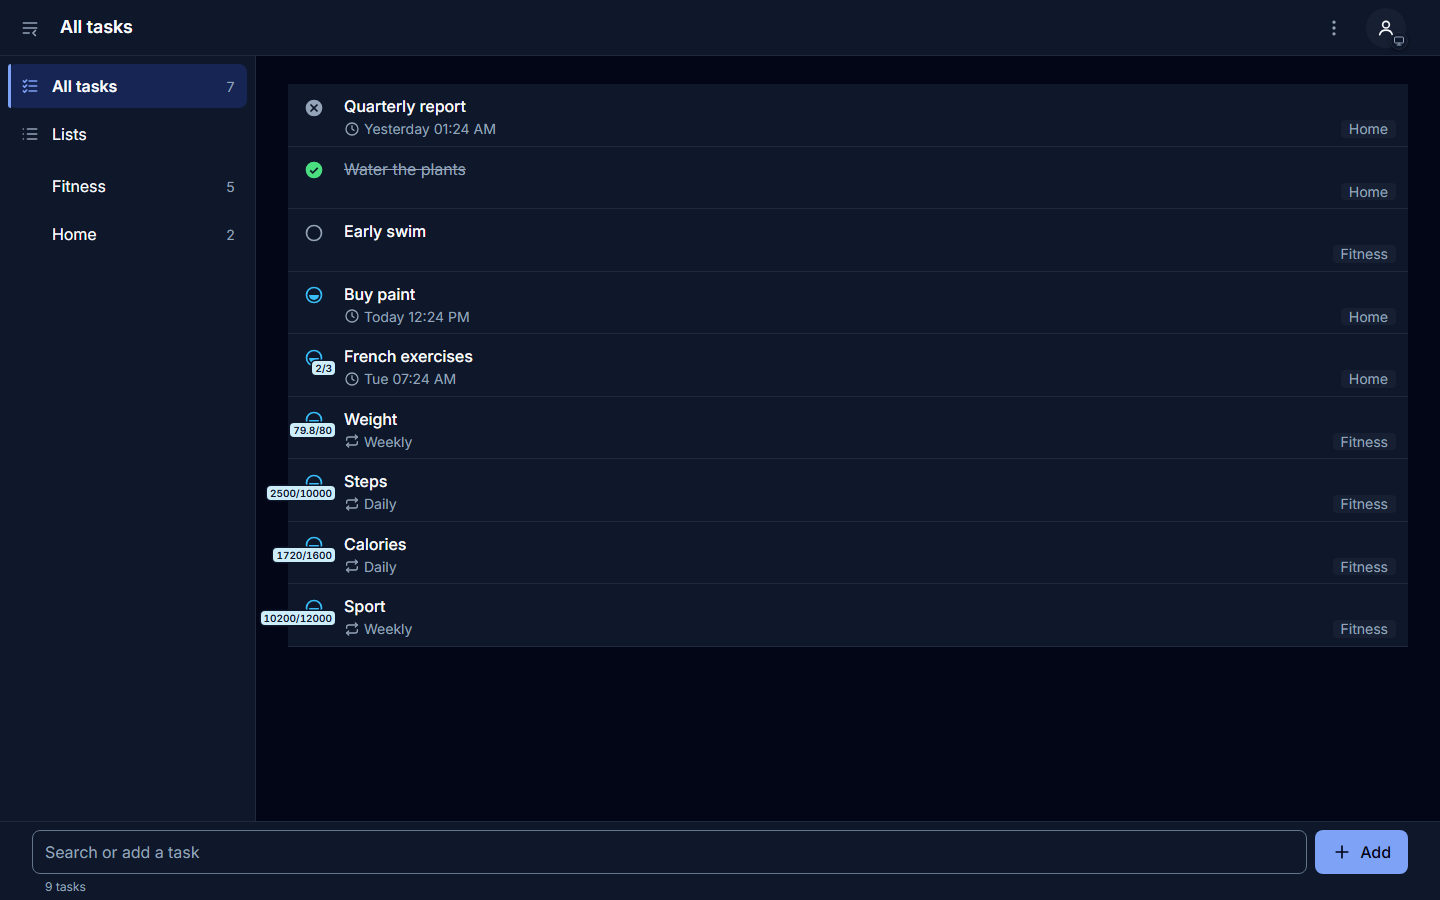 All tasks
All tasks 7
Lists
Fitness 5
Home 2
Quarterly report
Yesterday 01:24 AM
Home
Water the plants
Home
Early swim
Fitness
Buy paint
Today 12:24 PM
Home
French exercises
2/3
Tue 07:24 AM
Home
Weight
79.8/80
Weekly
Fitness
Steps
2500/10000
Daily
Fitness
Calories
1720/1600
Daily
Fitness
Sport
10200/12000
Weekly
Fitness
Search or add a task
Add
9 tasks